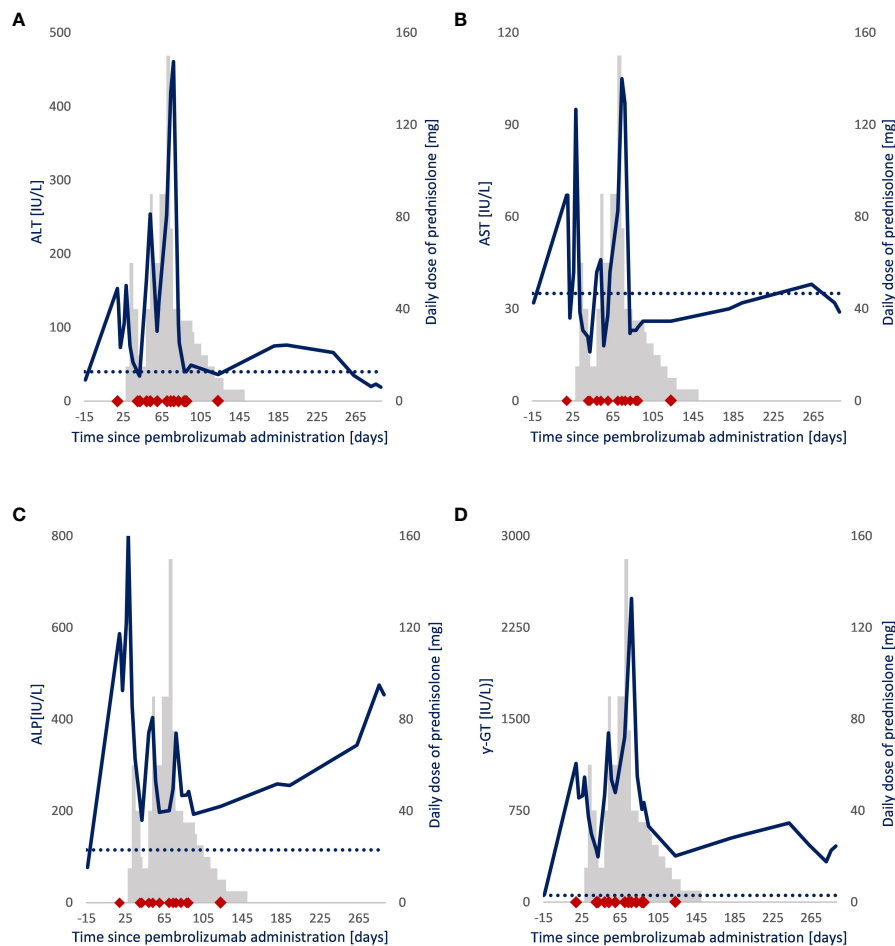 A
ALT [IU/L]
500
400
300
200
100
0
Daily dose of prednisolone [mg]
160
120
80
40
0
-15 25 65 105 145 185 225 265
Time since pembrolizumab administration [days]
B
AST [IU/L]
120
90
60
30
0
Daily dose of prednisolone [mg]
160
120
80
40
0
-15 25 65 105 145 185 225 265
Time since pembrolizumab administration [days]
C
ALP[IU/L]
800
600
400
200
0
Daily dose of prednisolone [mg]
160
120
80
40
0
-15 25 65 105 145 185 225 265
Time since pembrolizumab administration [days]
D
y-GT [IU/L)]
3000
2250
1500
750
0
Daily dose of prednisolone [mg]
160
120
80
40
0
-15 25 65 105 145 185 225 265
Time since pembrolizumab administration [days]